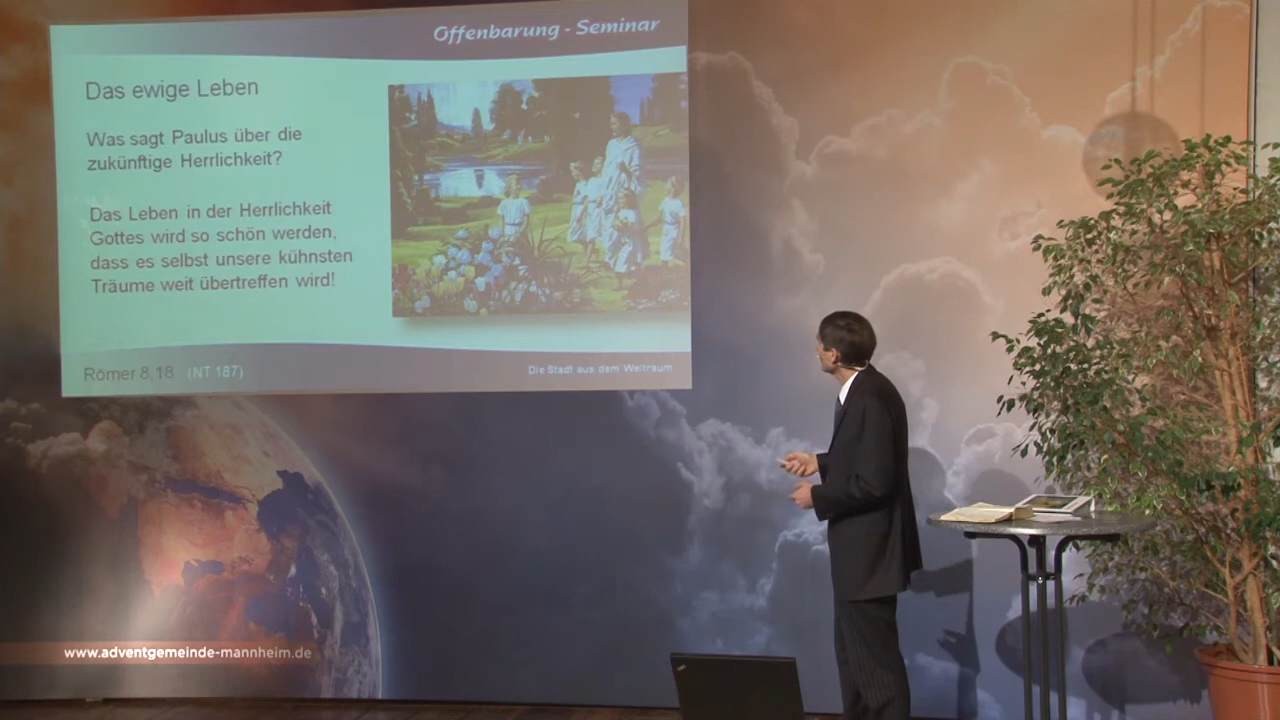 Offenbarung - Seminar
Das ewige Leben
Was sagt Paulus über die
zukünftige Herrlichkeit?
Das Leben in der Herrlichkeit
Gottes wird so schön werden,
dass es selbst unsere kühnsten
Träume weit übertreffen wird!
Römer 8,18 (NT 187)
Die Stadt aus dem Weltraum
www.adventgemeinde-mannheim.de